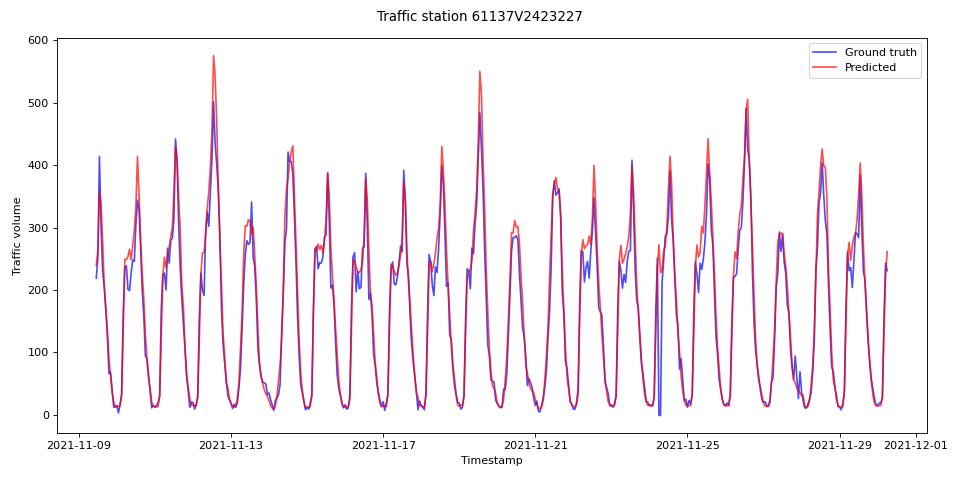 Traffic station 61137V2423227
Ground truth
Predicted
600
500
400
300
200
100
0
Traffic volume
2021-11-09
2021-11-13
2021-11-17
2021-11-21
2021-11-25
2021-11-29
2021-12-01
Timestamp